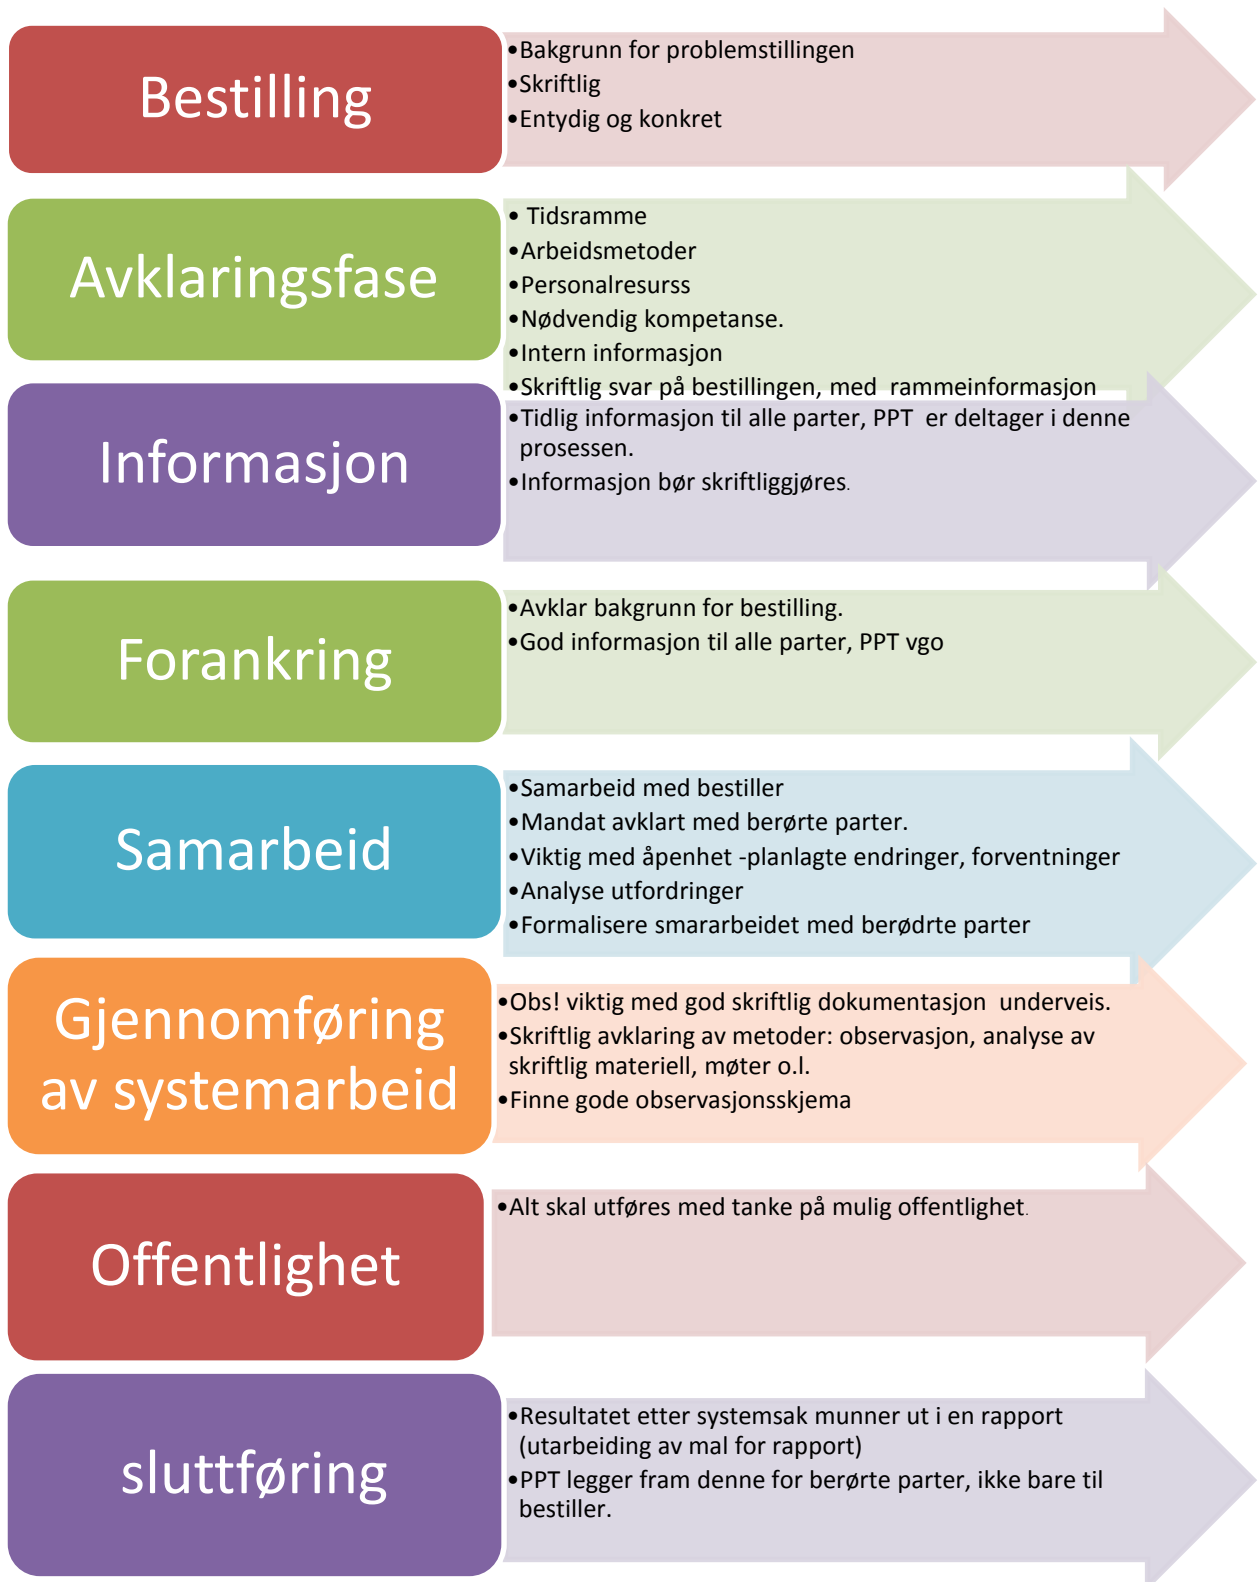 Bestilling
•Bakgrunn for problemstillingen
•Skriftlig
•Entydig og konkret
Avklaringsfase
• Tidsramme
•Arbeidsmetoder
•Personalresurss
•Nødvendig kompetanse.
•Intern informasjon
•Skriftlig svar på bestillingen, med rammeinformasjon
Informasjon
•Tidlig informasjon til alle parter, PPT er deltager i denne
prosessen.
•Informasjon bør skriftliggjøres.
Forankring
•Avklar bakgrunn for bestilling.
•God informasjon til alle parter, PPT vgo
Samarbeid
•Samarbeid med bestiller
•Mandat avklart med berørte parter.
•Viktig med åpenhet -planlagte endringer, forventninger
•Analyse utfordringer
•Formalisere smararbeidet med berødrte parter
Gjennomføring
av systemarbeid
•Obs! viktig med god skriftlig dokumentasjon underveis.
•Skriftlig avklaring av metoder: observasjon, analyse av
skriftlig materiell, møter o.l.
•Finne gode observasjonsskjema
Offentlighet
•Alt skal utføres med tanke på mulig offentlighet.
sluttføring
•Resultatet etter systemsak munner ut i en rapport
(utarbeiding av mal for rapport)
•PPT legger fram denne for berørte parter, ikke bare til
bestiller.